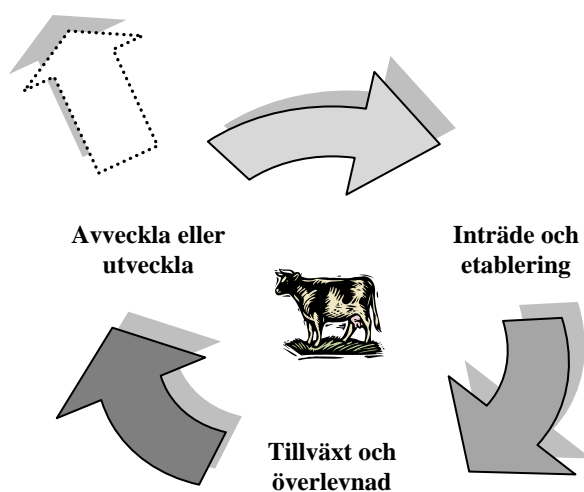 Avveckla eller
utveckla
Inträde och
etablering
Tillväxt och
överlevnad